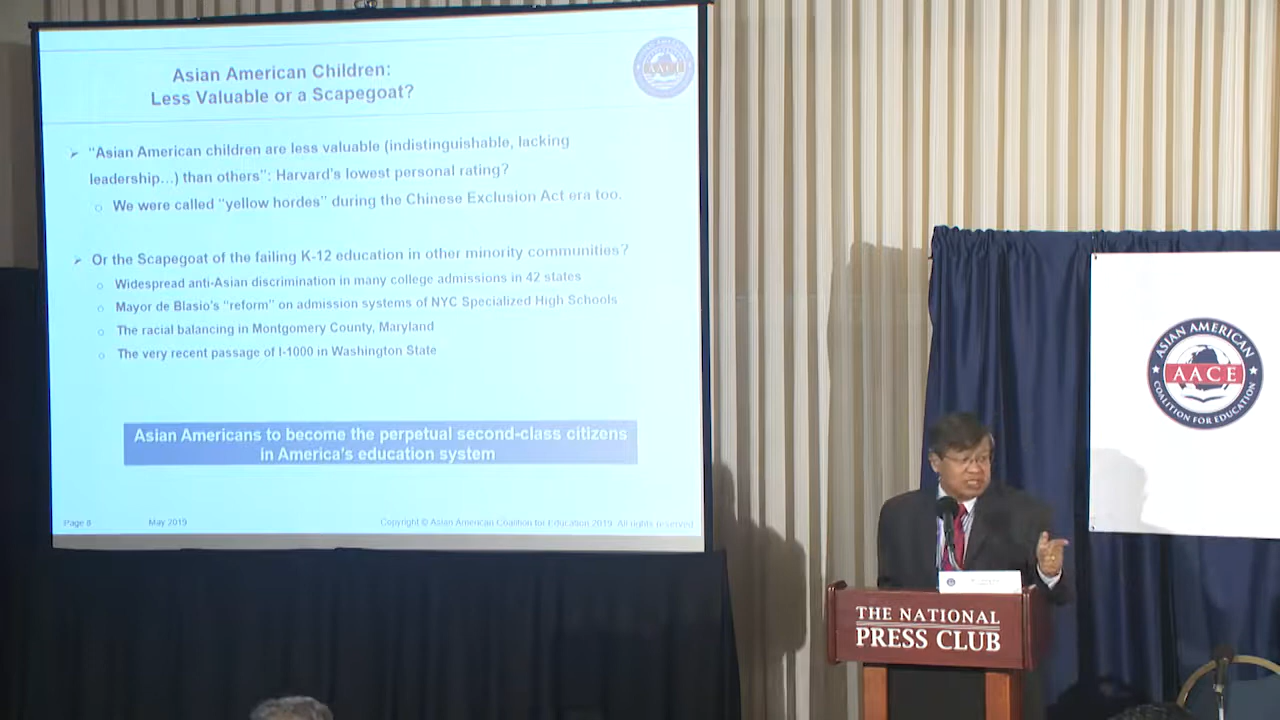 Asian American Children:
Less Valuable or a Scapegoat?
AACE
➢ “Asian American children are less valuable (indistinguishable, lacking
leadership…) than others”: Harvard’s lowest personal rating?
○ We were called “yellow hordes” during the Chinese Exclusion Act era too.
➢ Or the Scapegoat of the failing K-12 education in other minority communities?
○ Widespread anti-Asian discrimination in many college admissions in 42 states
○ Mayor de Blasio’s “reform” on admission systems of NYC Specialized High Schools
○ The racial balancing in Montgomery County, Maryland
○ The very recent passage of I-1000 in Washington State
Asian Americans to become the perpetual second-class citizens
in America’s education system
Page 8 May 2019 Copyright © Asian American Coalition for Education 2019. All rights reserved
ASIAN AMERICAN
AACE
COALITION FOR EDUCATION
THE NATIONAL
PRESS CLUB